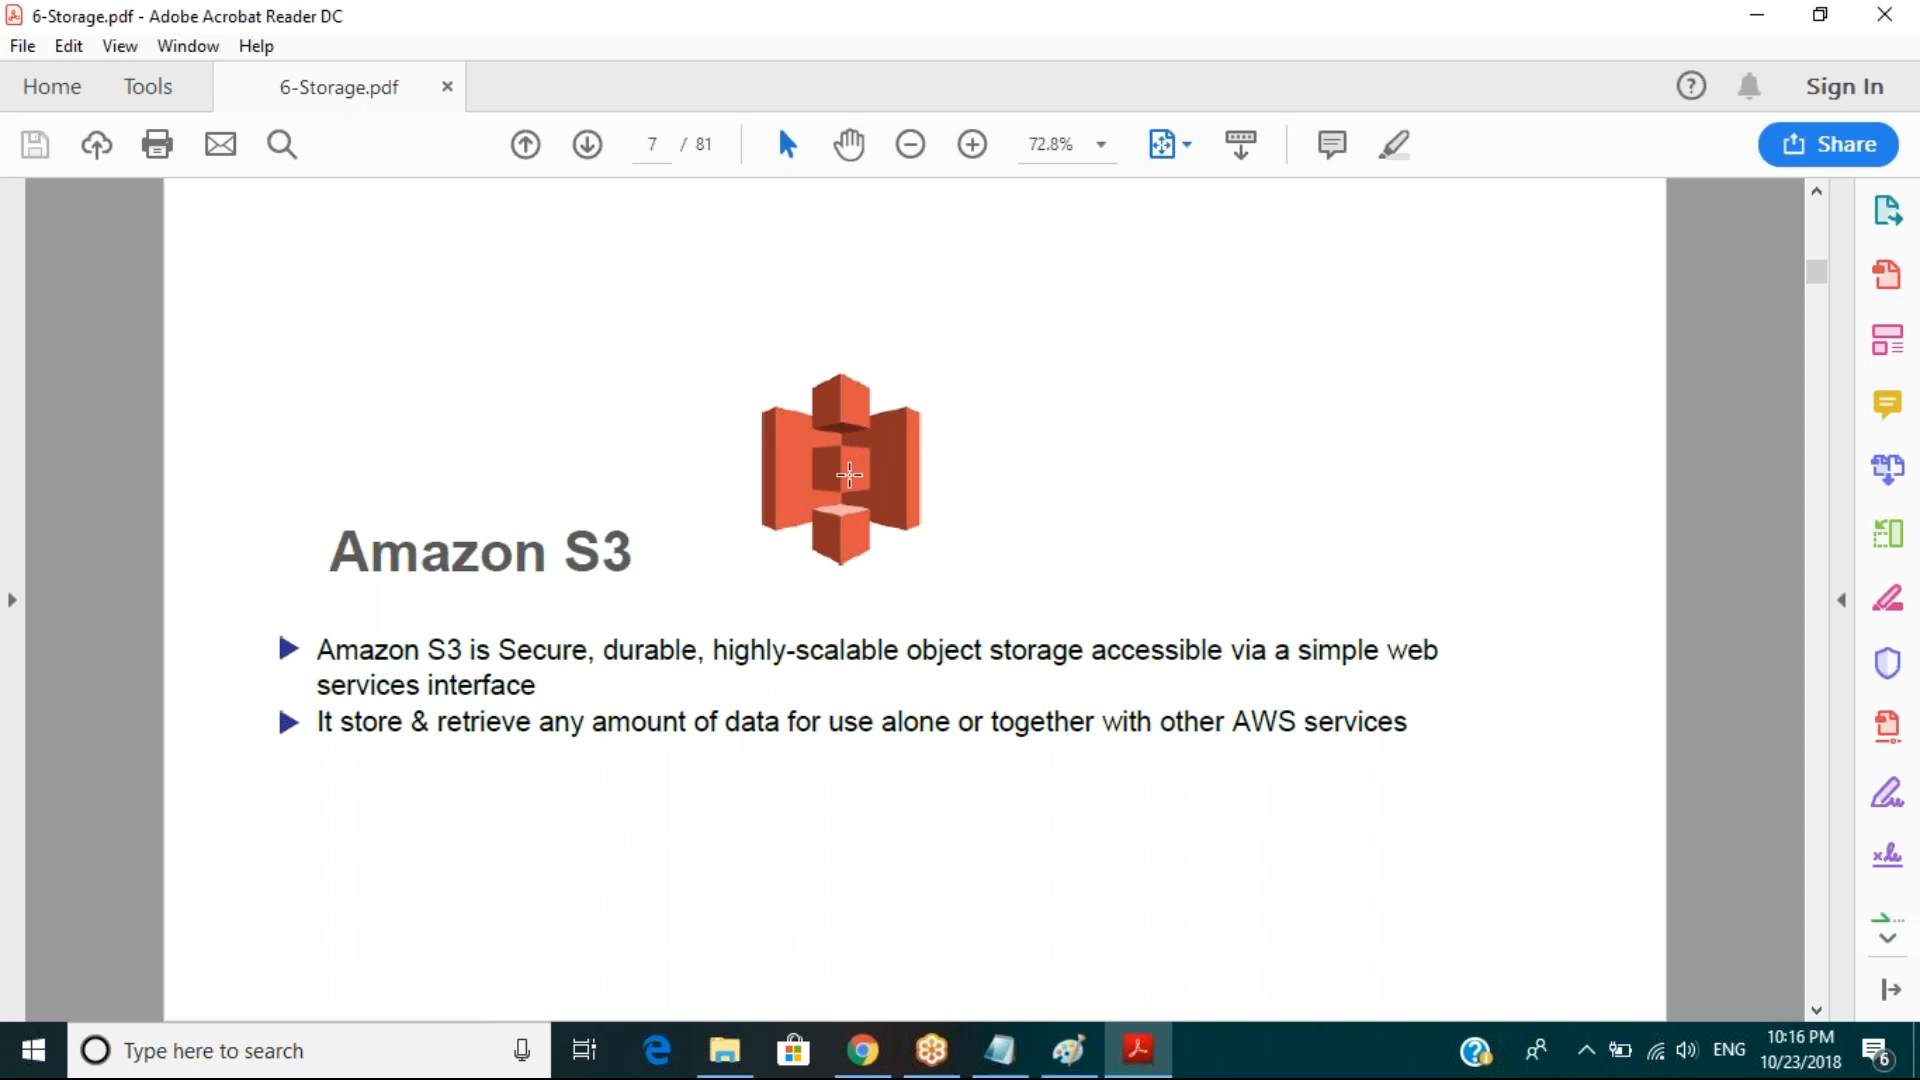 6-Storage.pdf - Adobe Acrobat Reader DC
File Edit View Window Help
Home Tools 6-Storage.pdf × Sign In
7 / 81 72.8% Share
Amazon S3
Amazon S3 is Secure, durable, highly-scalable object storage accessible via a simple web
services interface
It store & retrieve any amount of data for use alone or together with other AWS services
Type here to search
ENG
10:16 PM
10/23/2018
6